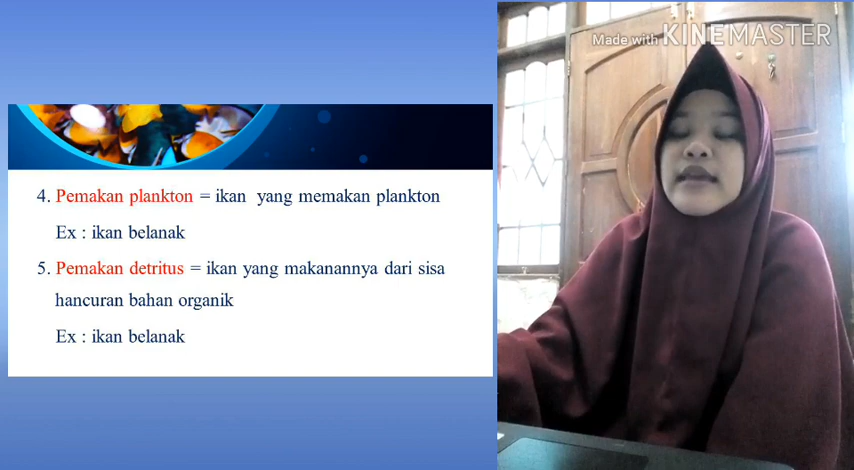 Made with KINEMASTER
4. Pemakan plankton = ikan yang memakan plankton
Ex : ikan belanak
5. Pemakan detritus = ikan yang makanannya dari sisa
hancuran bahan organik
Ex : ikan belanak